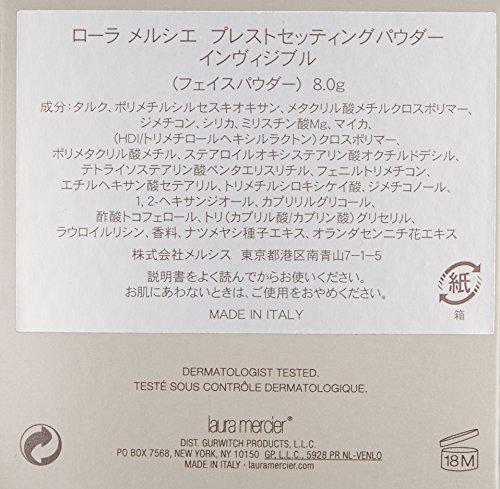 ローラ メルシエ プレストセッティングパウダー
インヴィジブル
(フェイスパウダー) 8.0g
成分:タルク、ポリメチルシルセスキオキサン、メタクリル酸メチルクロスポリマー、
ジメチコン、シリカ、ミリスチン酸Mg、マイカ、
(HDI/トリメチロールヘキシルラクトン)クロスポリマー、
ポリメタクリル酸メチル、ステアロイルオキシステアリン酸オクチルドデシル、
テトライソステアリン酸ペンタエリスリチル、フェニルトリメチコン、
エチルヘキサン酸セテアリル、トリメチルシロキシケイ酸、ジメチコノール、
1,2-ヘキサンジオール、カプリリルグリコール、
酢酸トコフェロール、トリ(カプリル酸/カプリン酸)グリセリル、
ラウロイルリシン、香料、ナツメヤシ種子エキス、オランダセンニチ花エキス
株式会社メルシス 東京都港区南青山7-1-5
説明書をよく読んでからお使いください。
お肌にあわないときは、ご使用をおやめください。
MADE IN ITALY
紙
箱
DERMATOLOGIST TESTED.
TESTÉ SOUS CONTRÔLE DERMATOLOGIQUE.
laura mercier®
DIST. GURWITCH PRODUCTS, L.L.C.
PO BOX 7568, NEW YORK, NY 10150 GP. L.L.C., 5928 PR NL-VENLO
MADE IN ITALY · lauramercier.com
18M